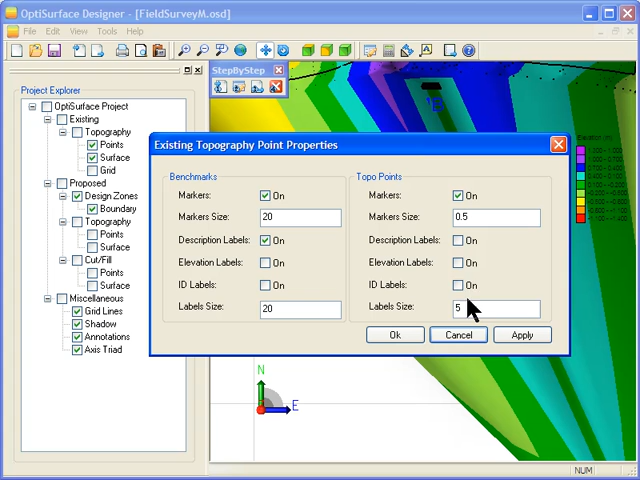 OptiSurface Designer - [FieldSurveyM.osd]
File Edit View Tools Help
StepByStep
Project Explorer
OptiSurface Project
Existing
Topography
Points
Surface
Grid
Proposed
Design Zones
Boundary
Topography
Points
Surface
Cut/Fill
Points
Surface
Miscellaneous
Grid Lines
Shadow
Annotations
Axis Triad
Existing Topography Point Properties
Benchmarks
Markers: On
Markers Size: 20
Description Labels: On
Elevation Labels: On
ID Labels: On
Labels Size: 20
Topo Points
Markers: On
Markers Size: 0.5
Description Labels: On
Elevation Labels: On
ID Labels: On
Labels Size: 5
Ok Cancel Apply
Elevation (m)
N
E
NUM